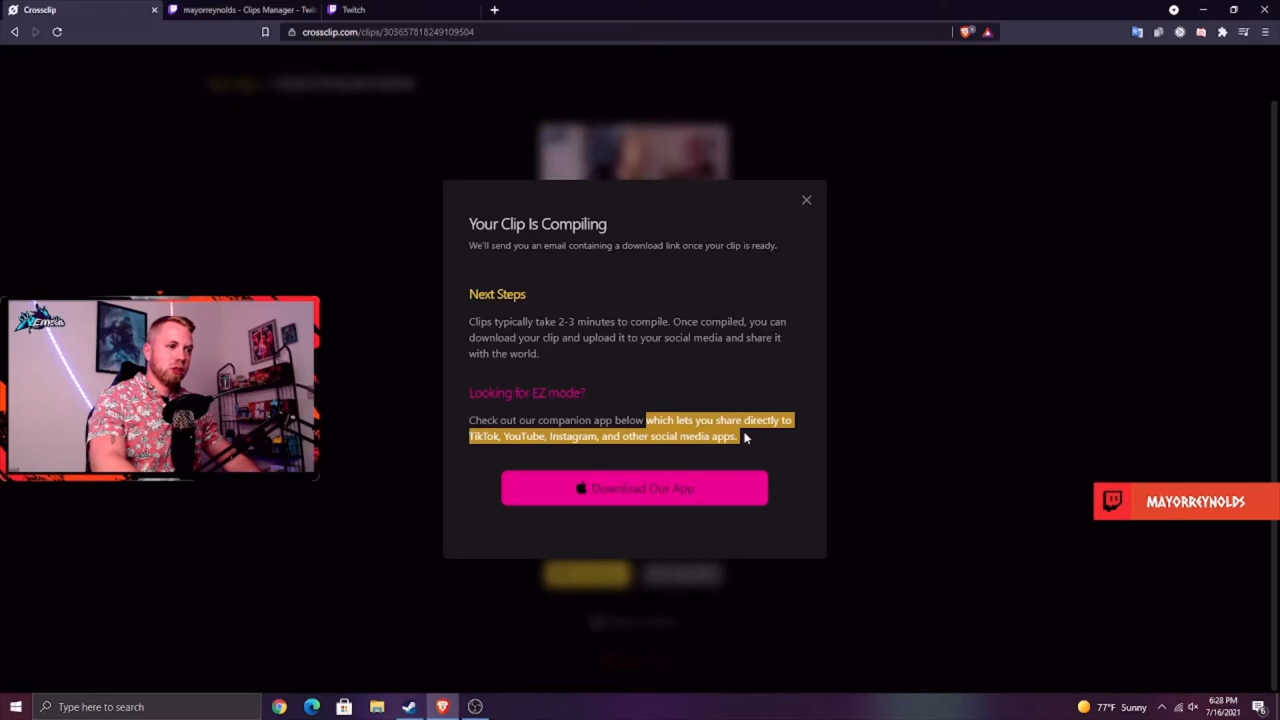 Crossclip
mayorreynolds - Clips Manager - Twit
Twitch
crossclip.com/clips/303657818249109504
Your Clip Is Compiling
We'll send you an email containing a download link once your clip is ready.
Next Steps
Clips typically take 2-3 minutes to compile. Once compiled, you can
download your clip and upload it to your social media and share it
with the world.
Looking for EZ mode?
Check out our companion app below which lets you share directly to
TikTok, YouTube, Instagram, and other social media apps.
Download Our App
MAYORREYNOLDS
Type here to search
77°F Sunny
6:28 PM
7/16/2021